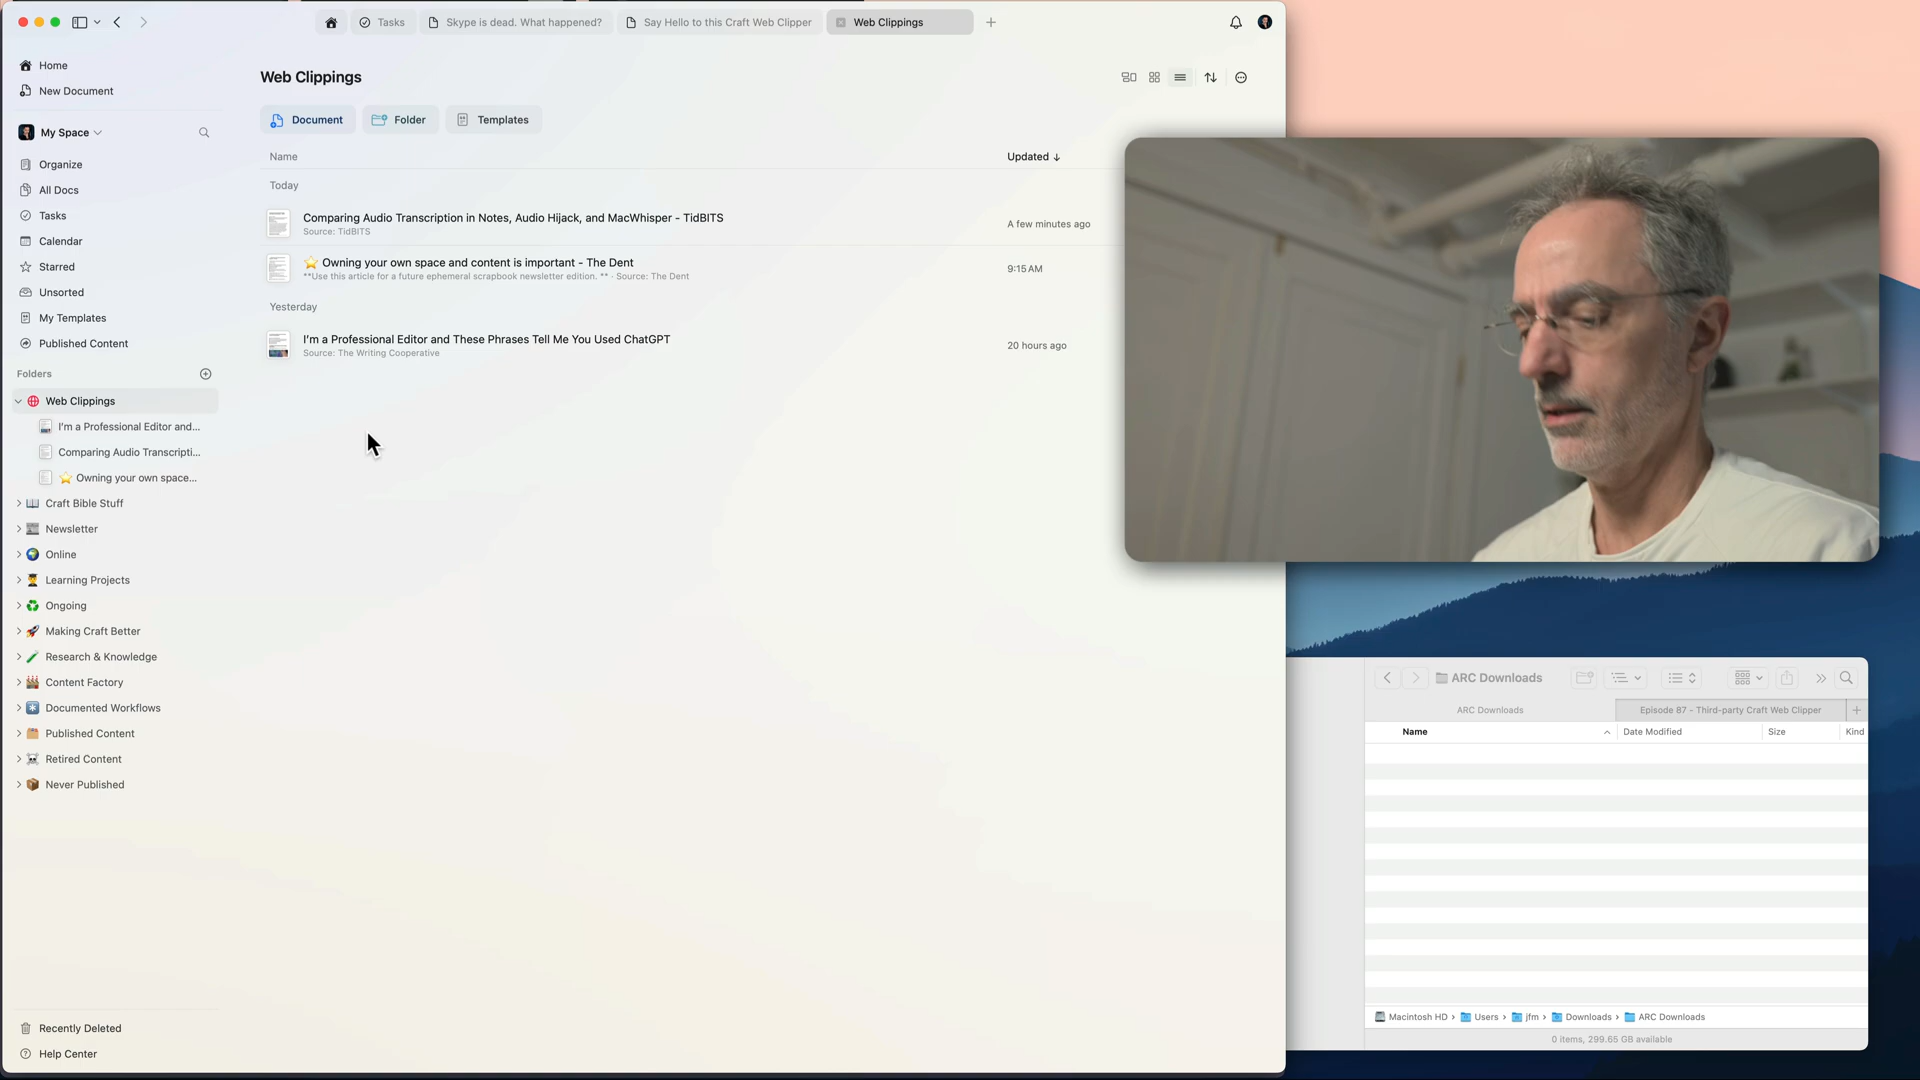 Tasks
Skype is dead. What happened?
Say Hello to this Craft Web Clipper
Web Clippings
Home
New Document
My Space
Organize
All Docs
Tasks
Calendar
Starred
Unsorted
My Templates
Published Content
Folders
Web Clippings
I'm a Professional Editor and...
Comparing Audio Transcripti...
Owning your own space...
Craft Bible Stuff
Newsletter
Online
Learning Projects
Ongoing
Making Craft Better
Research & Knowledge
Content Factory
Documented Workflows
Published Content
Retired Content
Never Published
Recently Deleted
Help Center
Web Clippings
Document
Folder
Templates
Name
Updated ↓
Today
Comparing Audio Transcription in Notes, Audio Hijack, and MacWhisper - TidBITS
Source: TidBITS
A few minutes ago
Owning your own space and content is important - The Dent
**Use this article for a future ephemeral scrapbook newsletter edition. ** · Source: The Dent
9:15 AM
Yesterday
I'm a Professional Editor and These Phrases Tell Me You Used ChatGPT
Source: The Writing Cooperative
20 hours ago
ARC Downloads
ARC Downloads
Episode 87 - Third-party Craft Web Clipper
Name
Date Modified
Size
Kind
Macintosh HD › Users › jfm › Downloads › ARC Downloads
0 items, 299.65 GB available